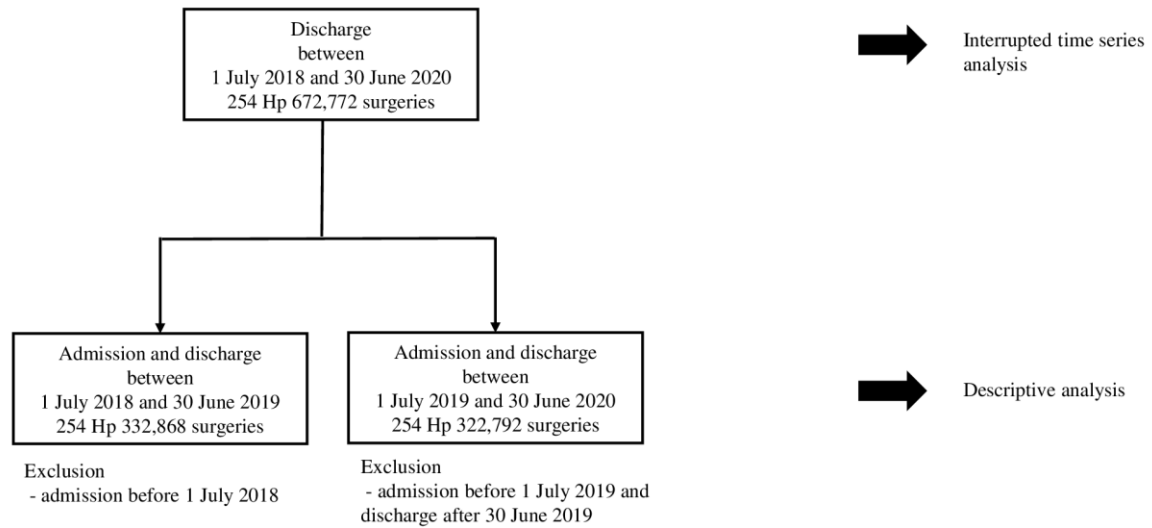 Discharge
between
1 July 2018 and 30 June 2020
254 Hp 672,772 surgeries
Interrupted time series
analysis
Admission and discharge
between
1 July 2018 and 30 June 2019
254 Hp 332,868 surgeries
Admission and discharge
between
1 July 2019 and 30 June 2020
254 Hp 322,792 surgeries
Descriptive analysis
Exclusion
- admission before 1 July 2018
Exclusion
- admission before 1 July 2019 and
discharge after 30 June 2019